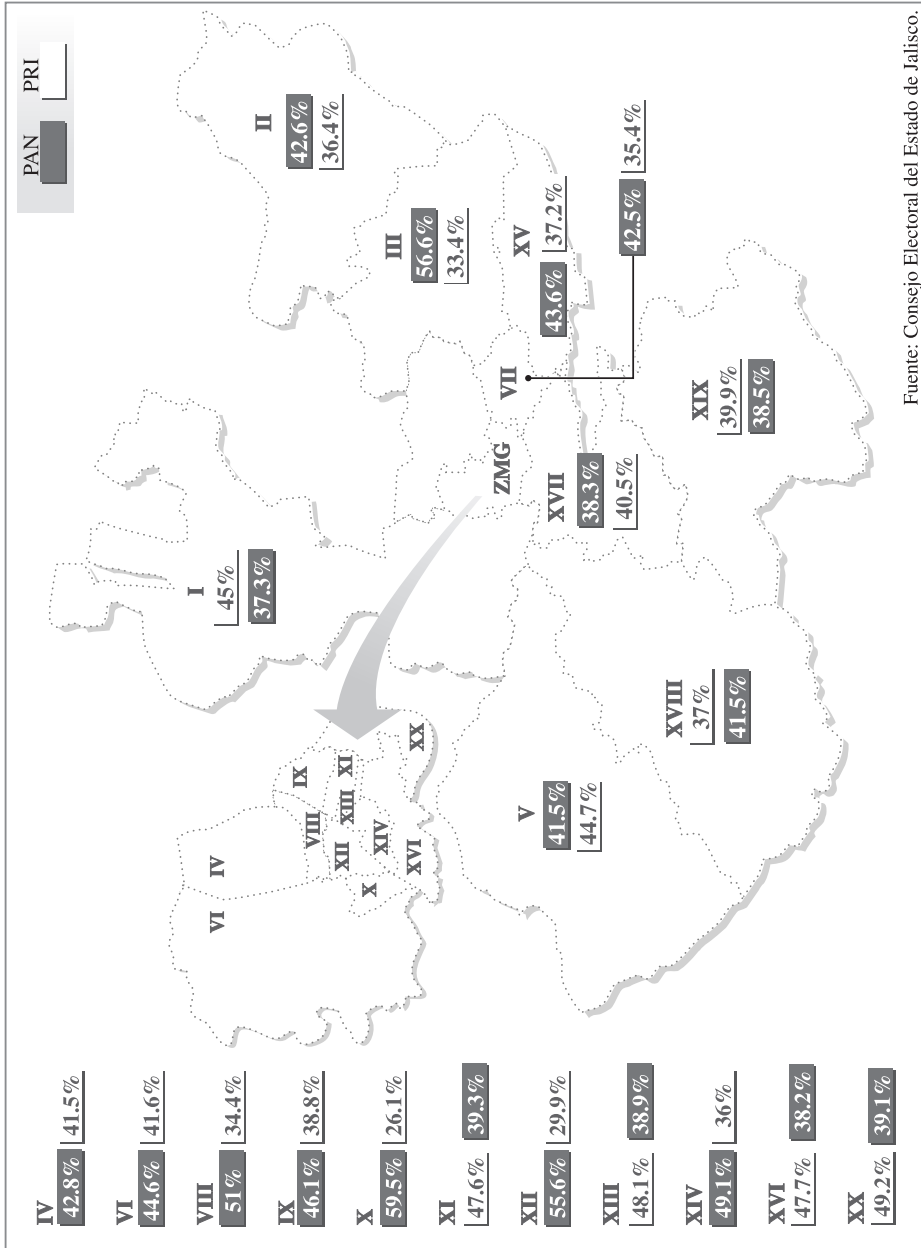 PAN PRI
IV
42.8% 41.5%
VI
44.6% 41.6%
VIII
51% 34.4%
IX
46.1% 38.8%
X
59.5% 26.1%
XI
47.6% 39.3%
XII
55.6% 29.9%
XIII
48.1% 38.9%
XIV
49.1% 36%
XVI
47.7% 38.2%
XX
49.2% 39.1%
VI
IV
VIII
IX
XII
XIII
XI
X
XIV
XVI
XX
I
45%
37.3%
II
42.6%
36.4%
III
56.6%
33.4%
ZMG
VII
42.5% 35.4%
XV
43.6% 37.2%
XVII
38.3%
40.5%
V
41.5%
44.7%
XVIII
37%
41.5%
XIX
39.9%
38.5%
Fuente: Consejo Electoral del Estado de Jalisco.